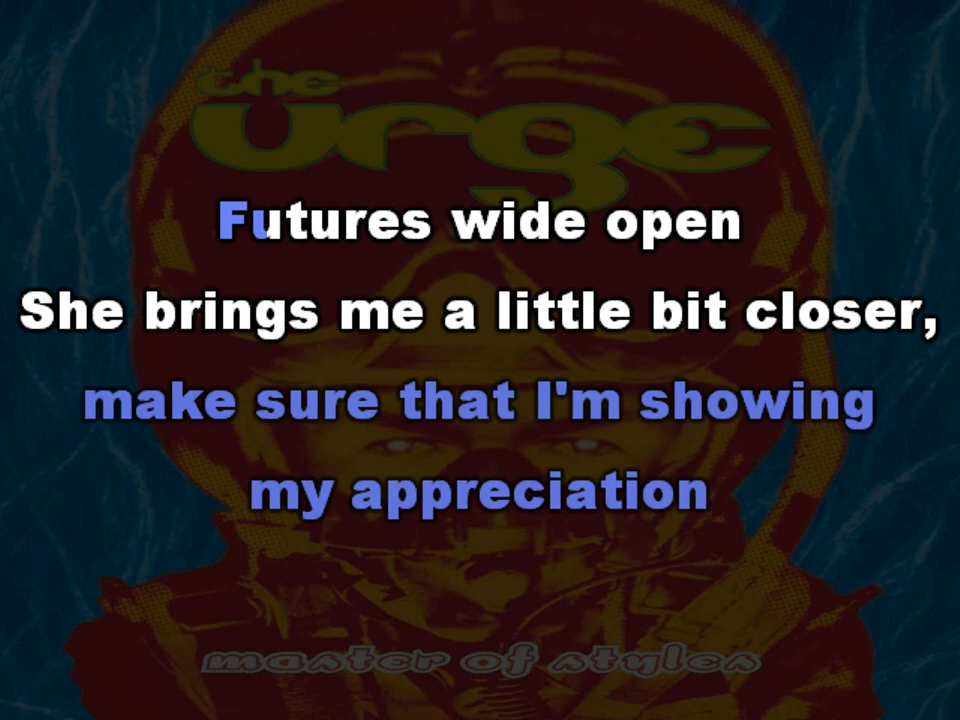 the
urge
Futures wide open
She brings me a little bit closer,
make sure that I'm showing
my appreciation
master of styles